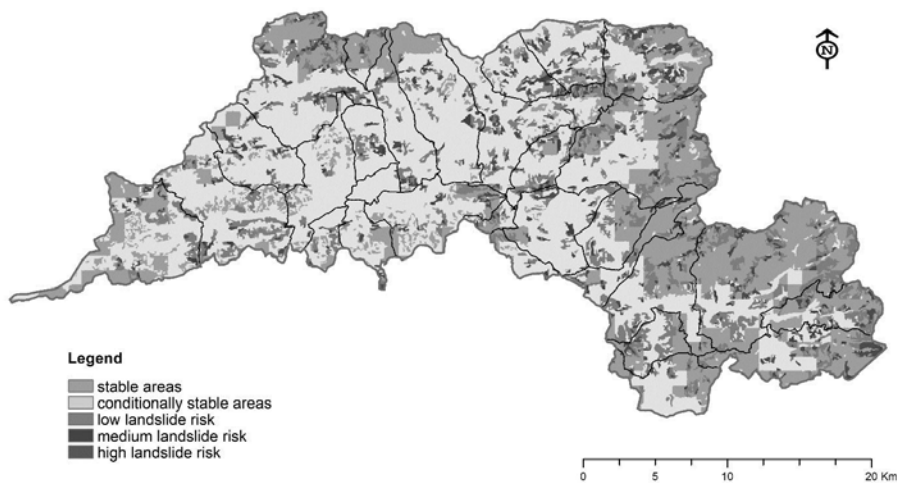 N
Legend
stable areas
conditionally stable areas
low landslide risk
medium landslide risk
high landslide risk
0 5 10 20 Km